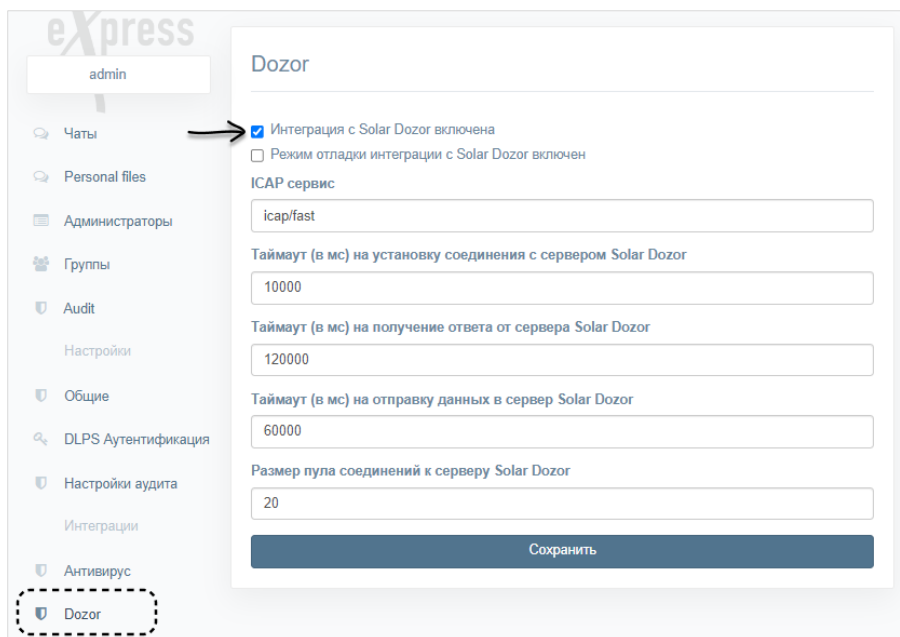 eXpress
admin
Чаты
Personal files
Администраторы
Группы
Audit
Настройки
Общие
DLPS Аутентификация
Настройки аудита
Интеграции
Антивирус
Dozor
Dozor
Интеграция с Solar Dozor включена
Режим отладки интеграции с Solar Dozor включен
ICAP сервис
icap/fast
Таймаут (в мс) на установку соединения с сервером Solar Dozor
10000
Таймаут (в мс) на получение ответа от сервера Solar Dozor
120000
Таймаут (в мс) на отправку данных в сервер Solar Dozor
60000
Размер пула соединений к серверу Solar Dozor
20
Сохранить